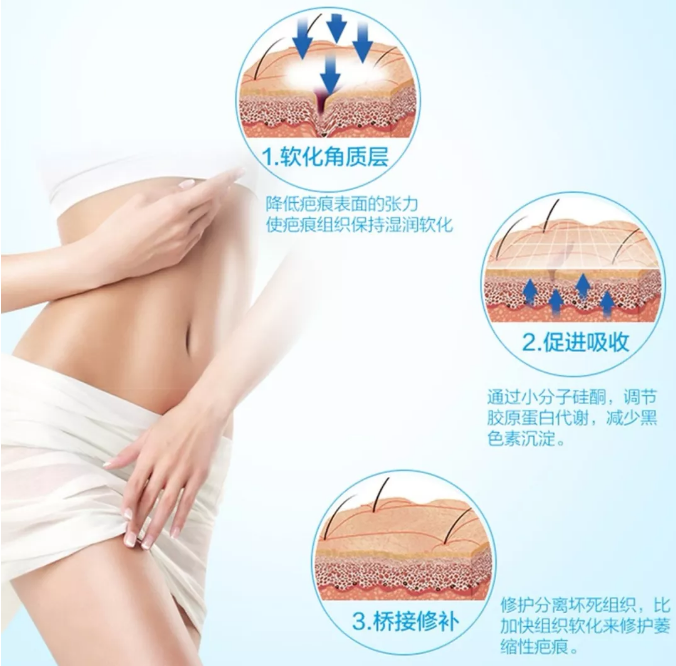 1.软化角质层
降低疤痕表面的张力
使疤痕组织保持湿润软化
2.促进吸收
通过小分子硅酮，调节
胶原蛋白代谢，减少黑
色素沉淀。
3.桥接修补
修护分离坏死组织，比
加快组织软化来修护萎
缩性疤痕。